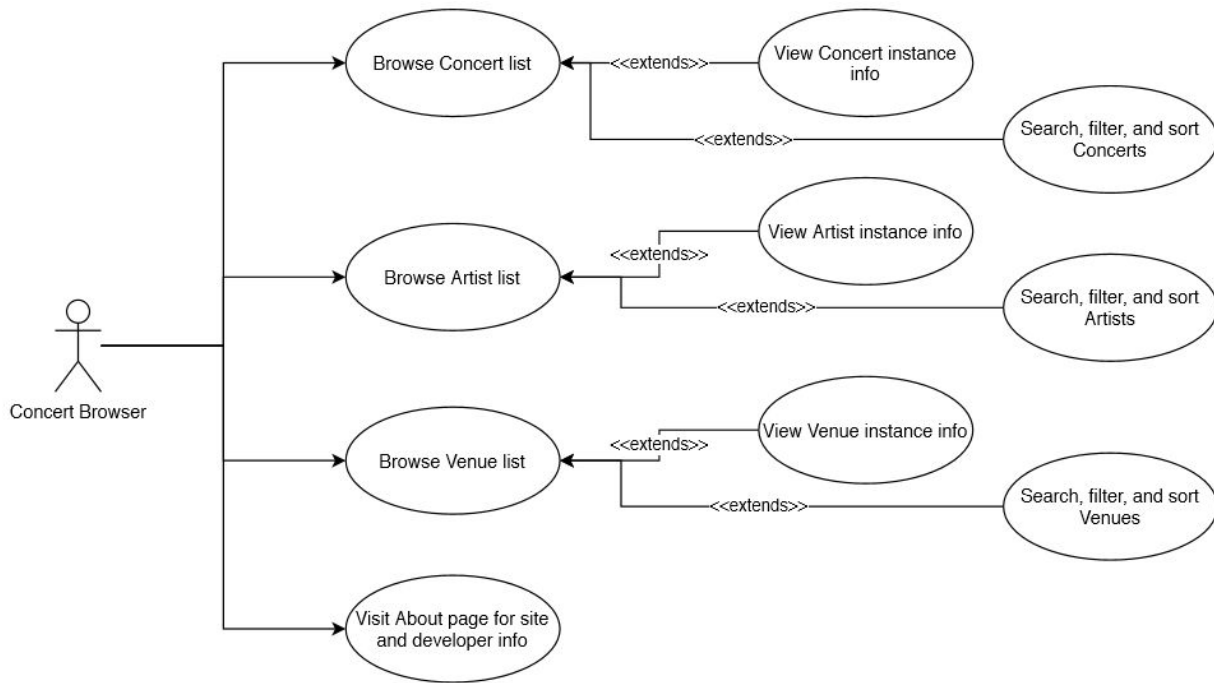 Browse Concert list
<<extends>>
View Concert instance
info
<<extends>>
Search, filter, and sort
Concerts
Browse Artist list
<<extends>>
View Artist instance info
<<extends>>
Search, filter, and sort
Artists
Concert Browser
Browse Venue list
<<extends>>
View Venue instance info
<<extends>>
Search, filter, and sort
Venues
Visit About page for site
and developer info